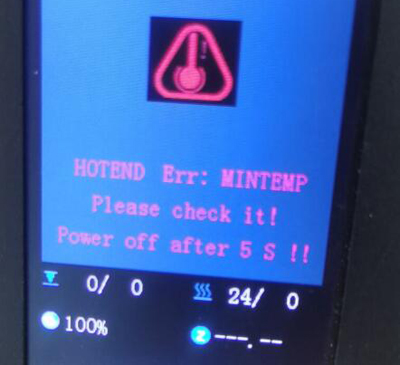 HOTEND Err: MINTEMP
Please check it!
Power off after 5 S !!
0/ 0 24/ 0
100% Z ---.--